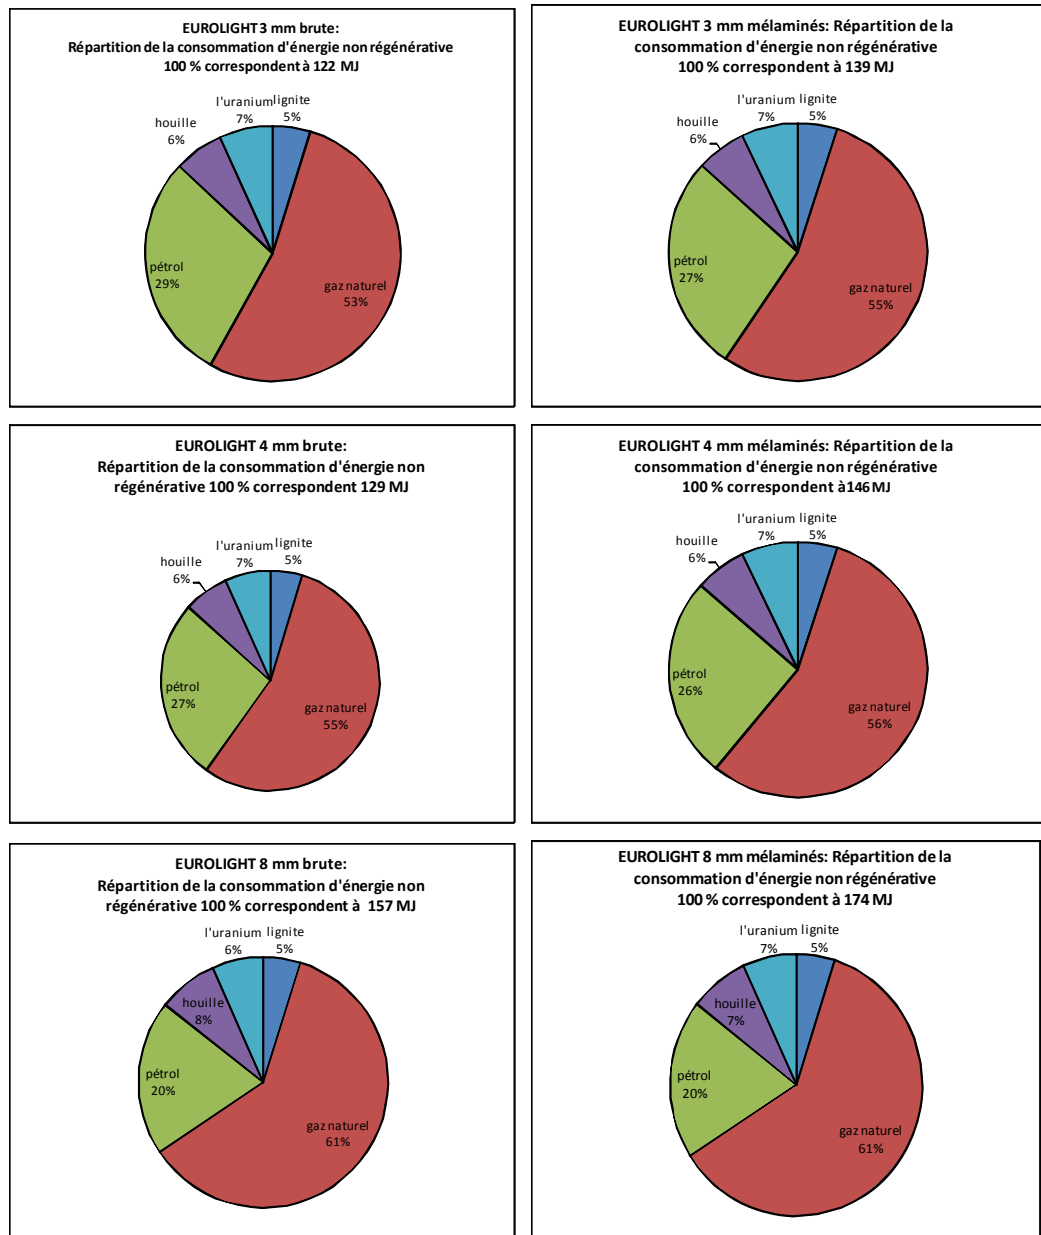 EUROLIGHT 3 mm brute:
Répartition de la consommation d'énergie non régénérative
100 % correspondent à 122 MJ
l'uranium lignite
7% 5%
houille
6%
pétrol
29%
gaz naturel
53%
EUROLIGHT 3 mm mélaminés: Répartition de la
consommation d'énergie non régénérative
100 % correspondent à 139 MJ
l'uranium lignite
7% 5%
houille
6%
pétrol
27%
gaz naturel
55%
EUROLIGHT 4 mm brute:
Répartition de la consommation d'énergie non
régénérative 100 % correspondent 129 MJ
l'uranium lignite
7% 5%
houille
6%
pétrol
27%
gaz naturel
55%
EUROLIGHT 4 mm mélaminés: Répartition de la
consommation d'énergie non régénérative
100 % correspondent à146 MJ
l'uranium lignite
7% 5%
houille
6%
pétrol
26%
gaz naturel
56%
EUROLIGHT 8 mm brute:
Répartition de la consommation d'énergie non
régénérative 100 % correspondent à 157 MJ
l'uranium lignite
6% 5%
houille
8%
pétrol
20%
gaz naturel
61%
EUROLIGHT 8 mm mélaminés: Répartition de la
consommation d'énergie non régénérative
100 % correspondent à 174 MJ
l'uranium lignite
7% 5%
houille
7%
pétrol
20%
gaz naturel
61%